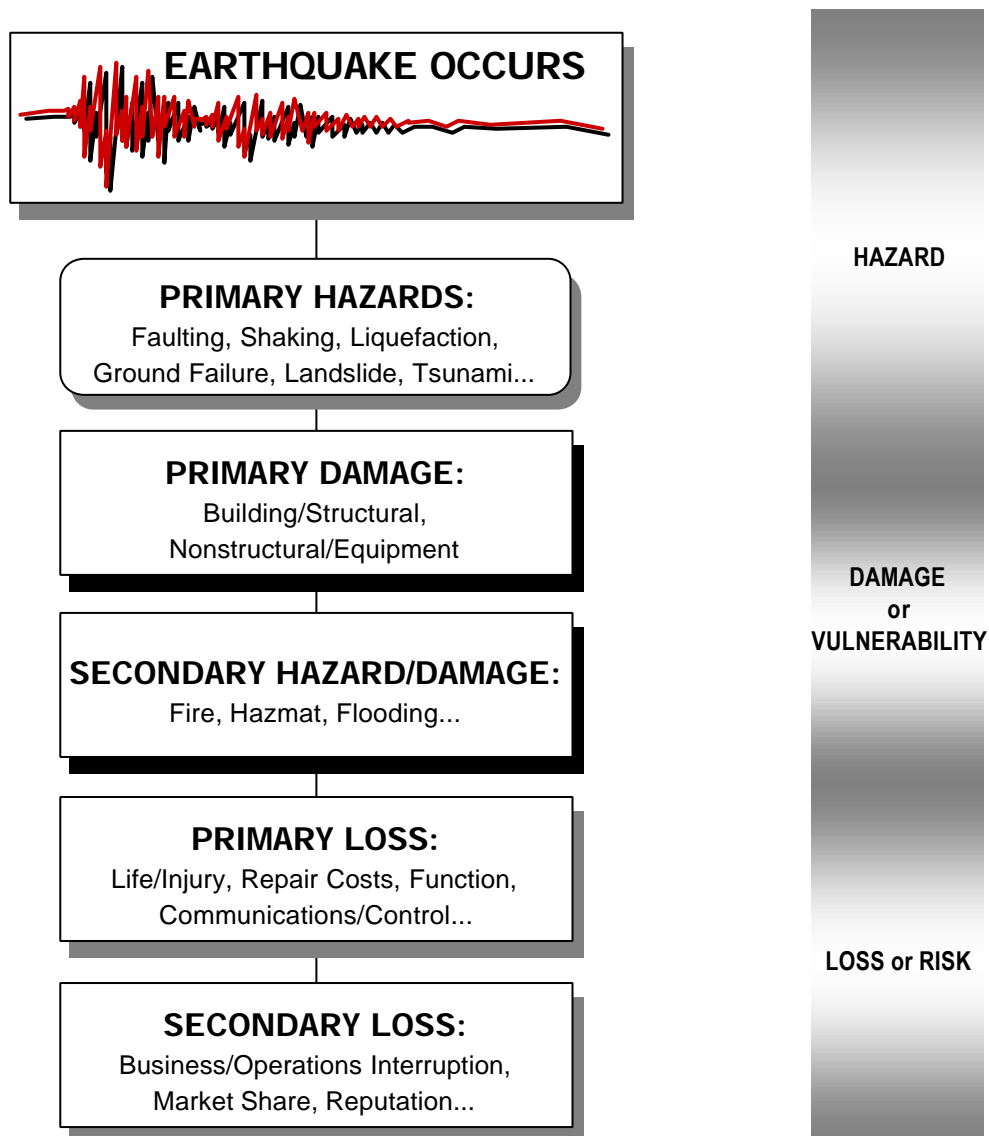 EARTHQUAKE OCCURS
PRIMARY HAZARDS:
Faulting, Shaking, Liquefaction,
Ground Failure, Landslide, Tsunami...
PRIMARY DAMAGE:
Building/Structural,
Nonstructural/Equipment
SECONDARY HAZARD/DAMAGE:
Fire, Hazmat, Flooding...
PRIMARY LOSS:
Life/Injury, Repair Costs, Function,
Communications/Control...
SECONDARY LOSS:
Business/Operations Interruption,
Market Share, Reputation...
HAZARD
DAMAGE
or
VULNERABILITY
LOSS or RISK